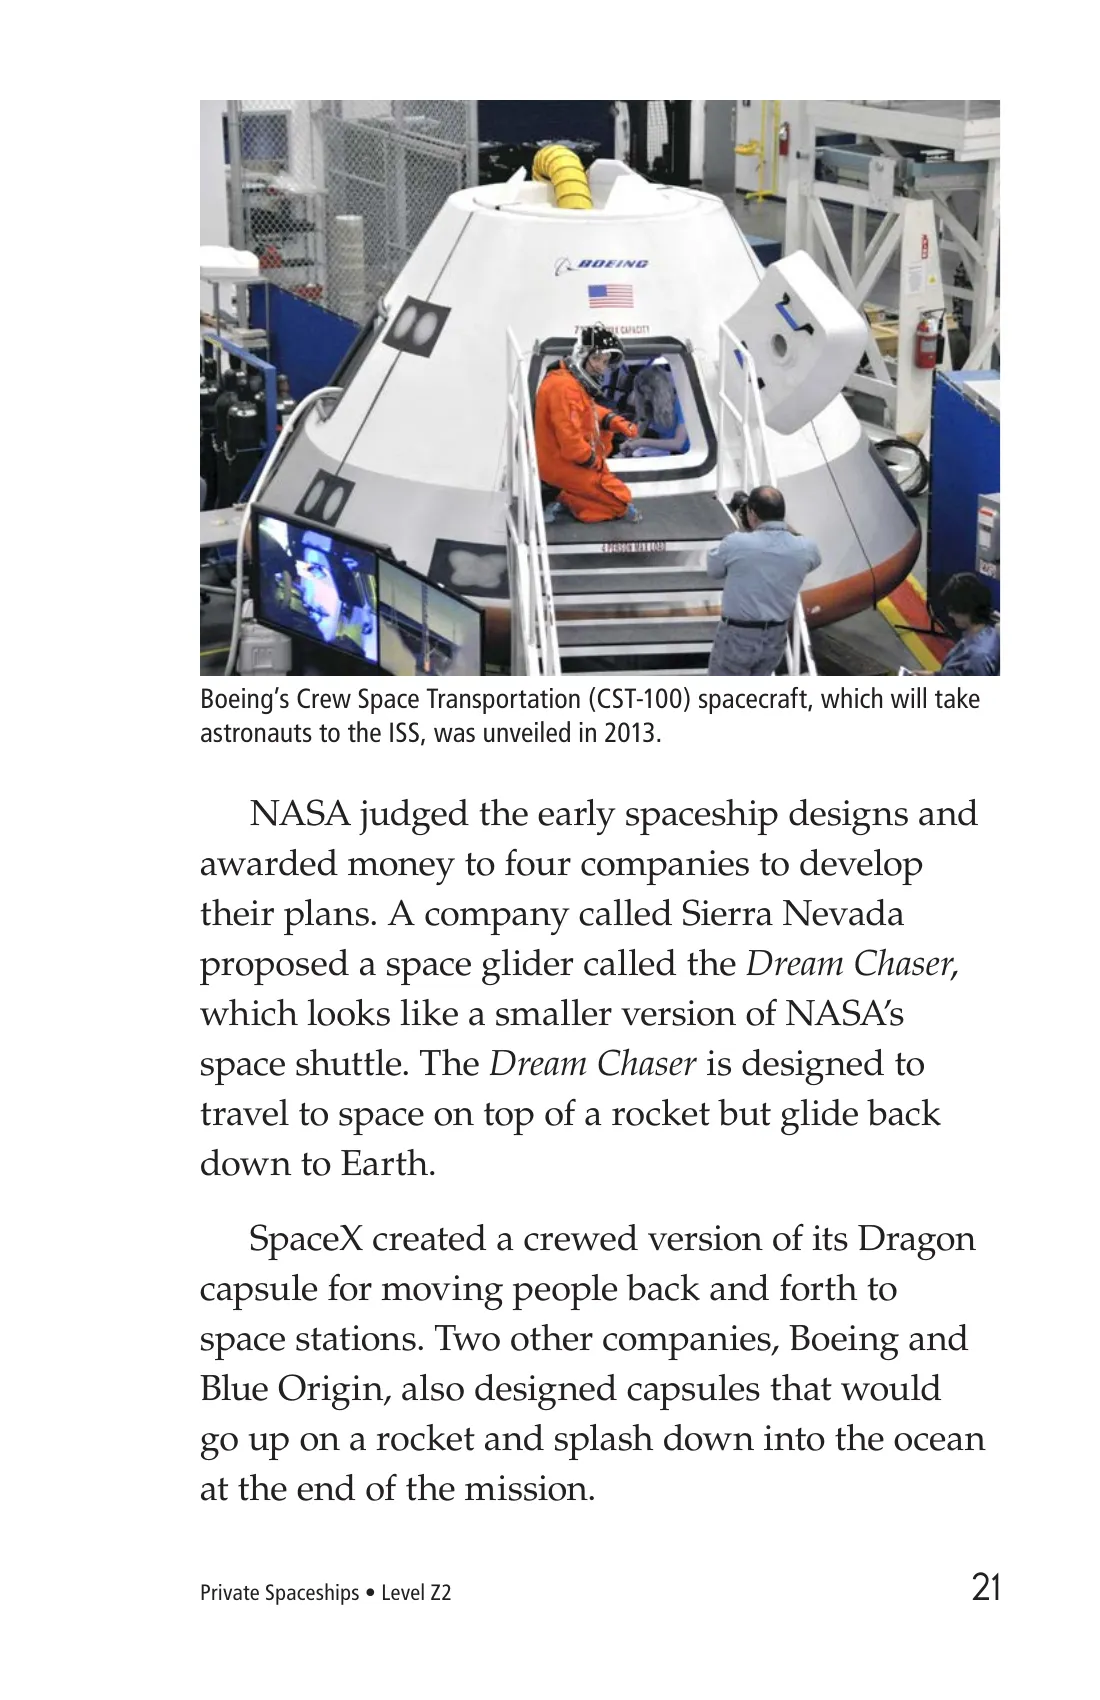 BOEING
4 PERSON MAX LOAD
Boeing’s Crew Space Transportation (CST-100) spacecraft, which will take
astronauts to the ISS, was unveiled in 2013.
NASA judged the early spaceship designs and
awarded money to four companies to develop
their plans. A company called Sierra Nevada
proposed a space glider called the Dream Chaser,
which looks like a smaller version of NASA’s
space shuttle. The Dream Chaser is designed to
travel to space on top of a rocket but glide back
down to Earth.
SpaceX created a crewed version of its Dragon
capsule for moving people back and forth to
space stations. Two other companies, Boeing and
Blue Origin, also designed capsules that would
go up on a rocket and splash down into the ocean
at the end of the mission.
Private Spaceships • Level Z2
21